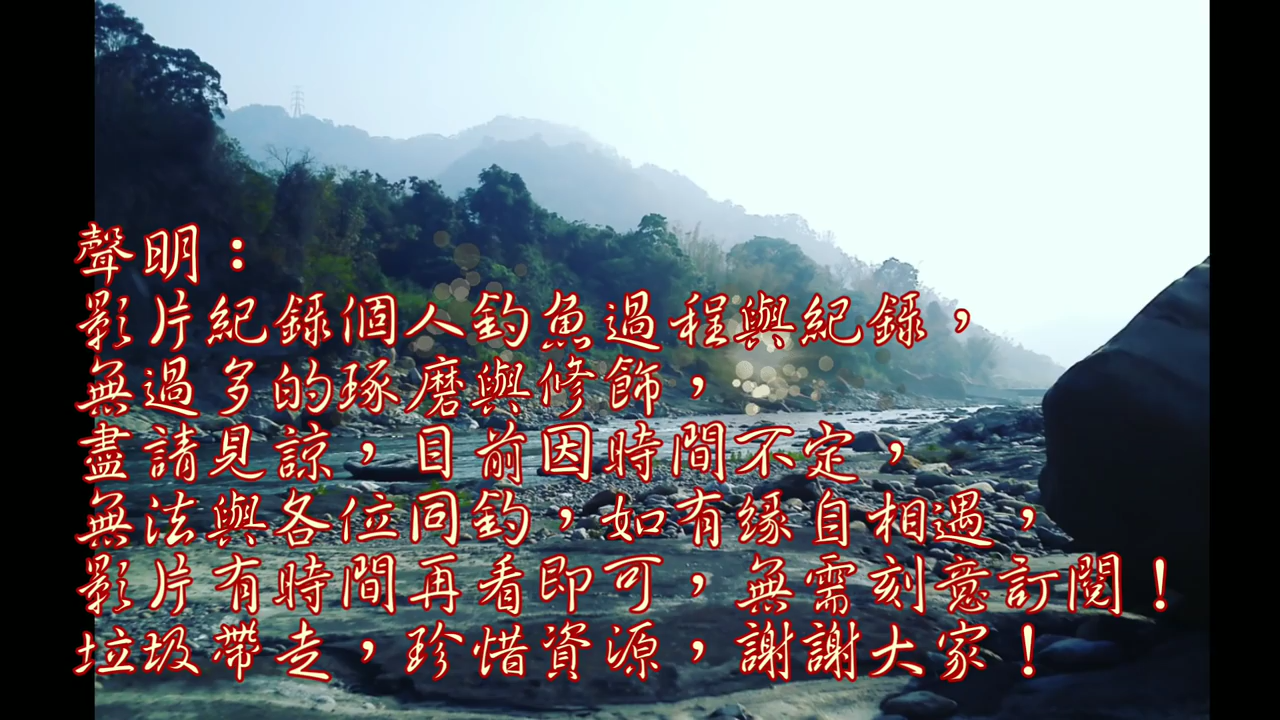 聲明：
影片紀錄個人釣魚過程與紀錄，
無過多的琢磨與修飾，
盡請見諒，目前因時間不定，
無法與各位同釣，如有緣自相遇，
影片有時間再看即可，無需刻意訂閱！
垃圾帶走，珍惜資源，謝謝大家！